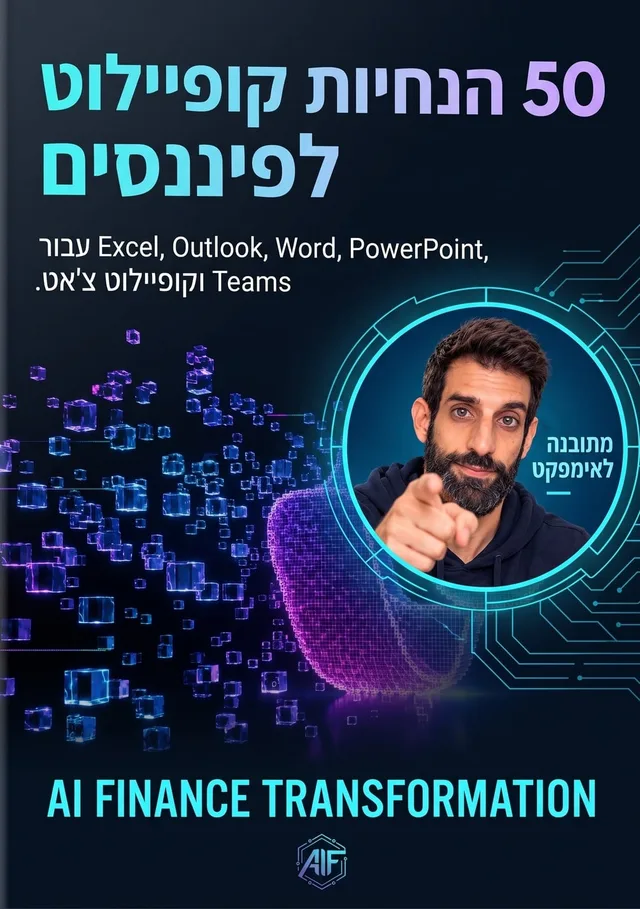 50 הנחיות קופיילוט
לפיננסים
עבור Excel, Outlook, Word, PowerPoint,
Teams וקופיילוט צ'אט.
מתובנה
לאימפקט
AI FINANCE TRANSFORMATION
AIF